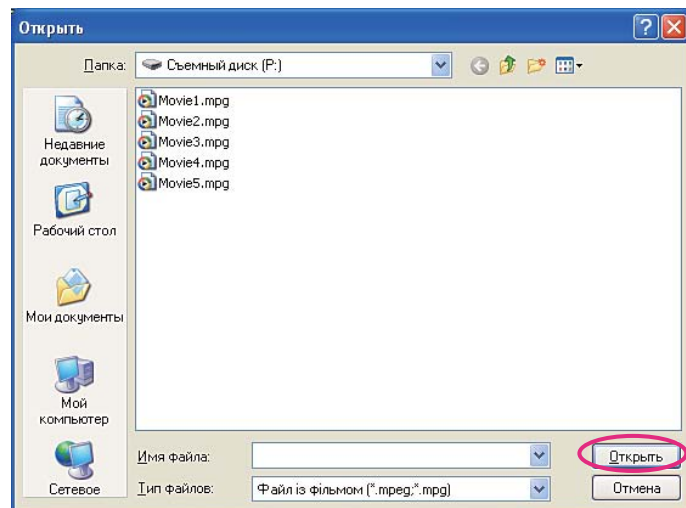 Открыть
Папка: Съемный диск (P:)
Movie1.mpg
Movie2.mpg
Movie3.mpg
Movie4.mpg
Movie5.mpg
Недавние
документы
Рабочий стол
Мои документы
Мой
компьютер
Сетевое
Имя файла:
Открыть
Тип файлов: Файл із фільмом (*.mpeg;*.mpg)
Отмена